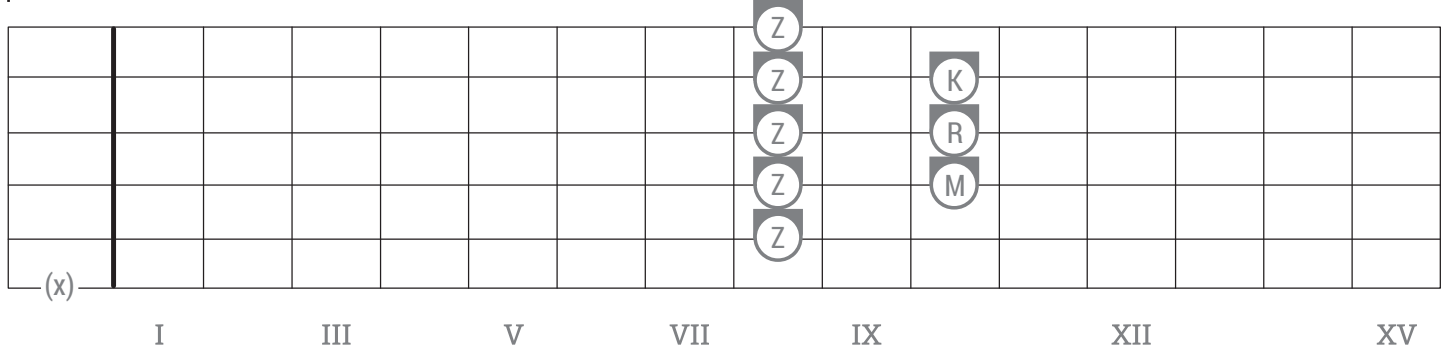 Z
Z K
Z R
Z M
Z
(x)
I III V VII IX XII XV